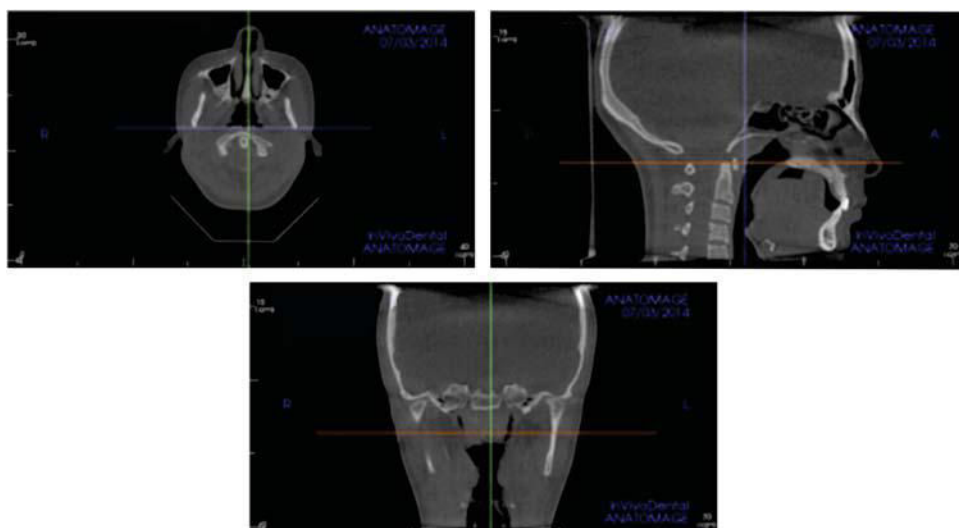 ANATOMAGE
07/03/2014
R
L
InVivoDental
ANATOMAGE
ANATOMAGE
07/03/2014
A
InVivoDental
ANATOMAGE
ANATOMAGE
07/03/2014
R
L
InVivoDental
ANATOMAGE